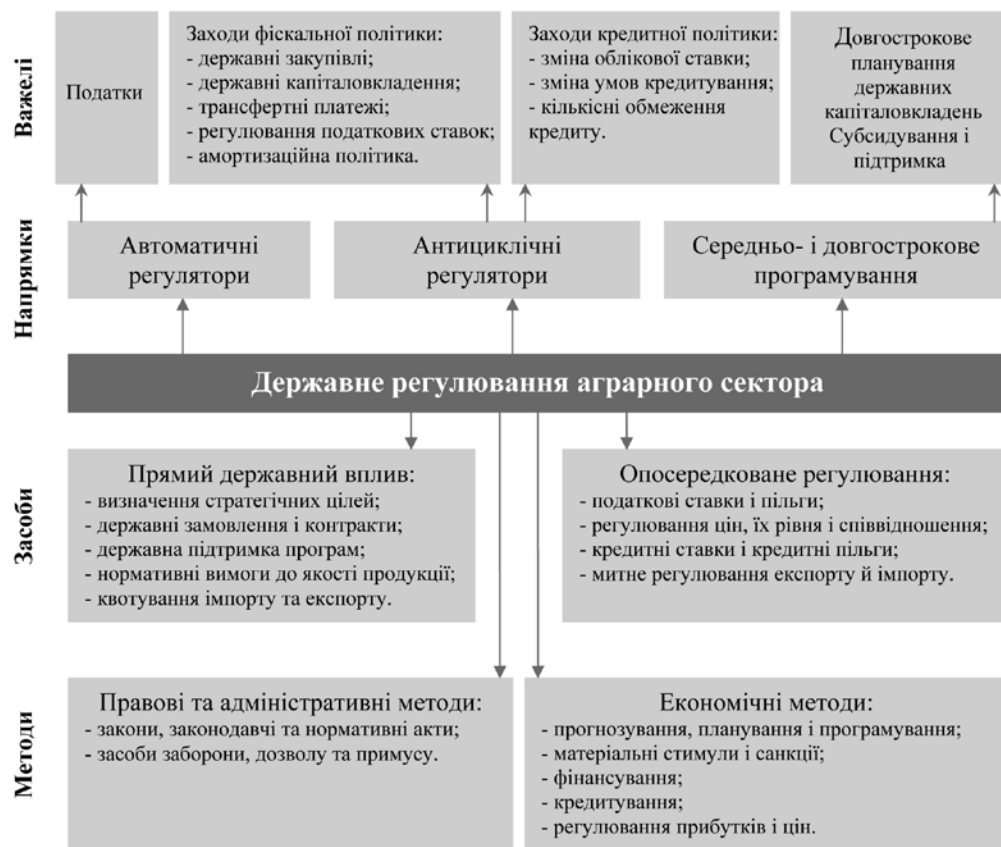 Важелі
Податки
Заходи фіскальної політики:
- державні закупівлі;
- державні капіталовкладення;
- трансфертні платежі;
- регулювання податкових ставок;
- амортизаційна політика.
Заходи кредитної політики:
- зміна облікової ставки;
- зміна умов кредитування;
- кількісні обмеження
кредиту.
Довгострокове
планування
державних
капіталовкладень
Субсидування і
підтримка
Напрямки
Автоматичні
регулятори
Антициклічні
регулятори
Середньо- і довгострокове
програмування
Державне регулювання аграрного сектора
Засоби
Прямий державний вплив:
- визначення стратегічних цілей;
- державні замовлення і контракти;
- державна підтримка програм;
- нормативні вимоги до якості продукції;
- квотування імпорту та експорту.
Опосередковане регулювання:
- податкові ставки і пільги;
- регулювання цін, їх рівня і співвідношення;
- кредитні ставки і кредитні пільги;
- митне регулювання експорту й імпорту.
Методи
Правові та адміністративні методи:
- закони, законодавчі та нормативні акти;
- засоби заборони, дозволу та примусу.
Економічні методи:
- прогнозування, планування і програмування;
- матеріальні стимули і санкції;
- фінансування;
- кредитування;
- регулювання прибутків і цін.